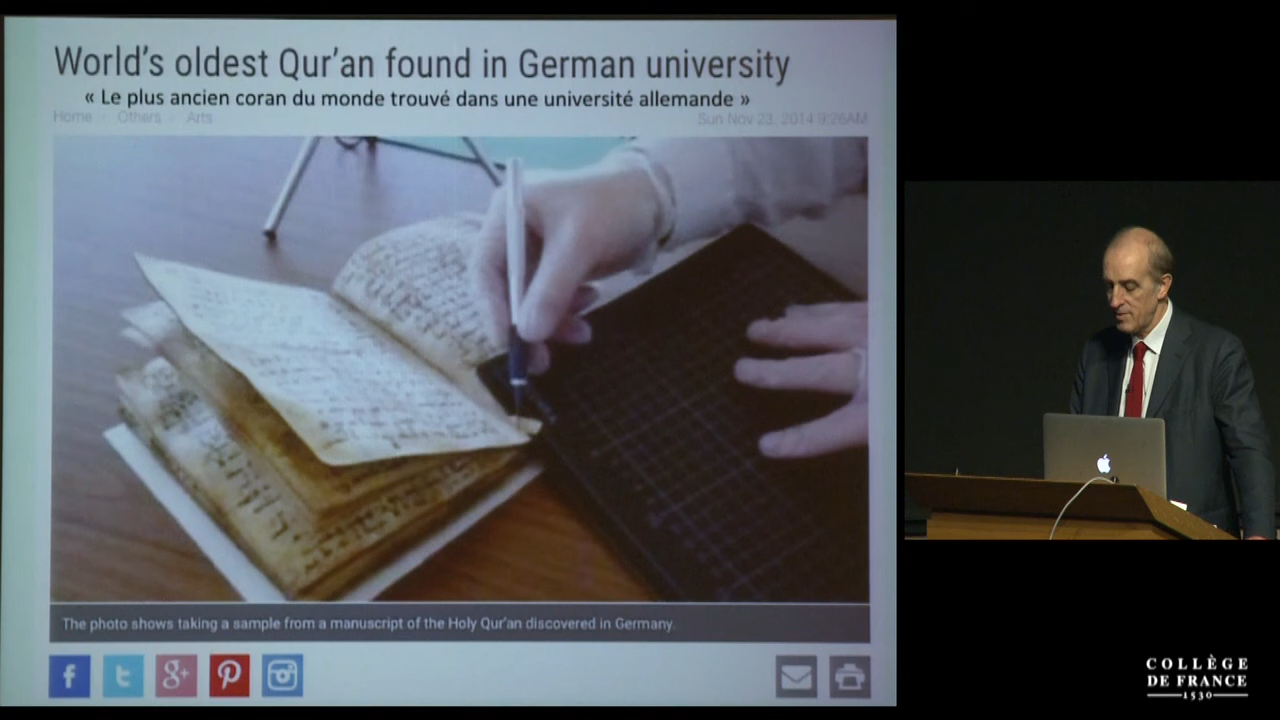 World's oldest Qur'an found in German university
« Le plus ancien coran du monde trouvé dans une université allemande »
Home Others Arts
Sun Nov 23, 2014 9:26AM
The photo shows taking a sample from a manuscript of the Holy Qur'an discovered in Germany.
f t g+
COLLÈGE
DE FRANCE
1530